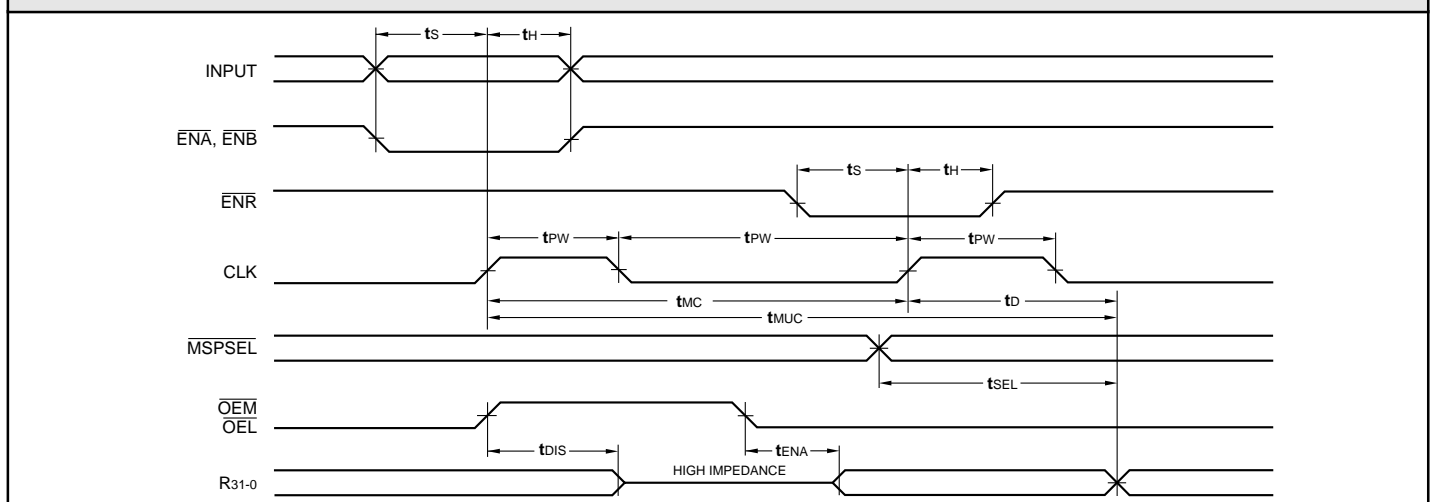 tS tH
INPUT
ENA, ENB
tS tH
ENR
tPW tPW tPW
CLK
tMC tD
tMUC
MSPSEL
tSEL
OEM
OEL
tDIS tENA
HIGH IMPEDANCE
R31-0